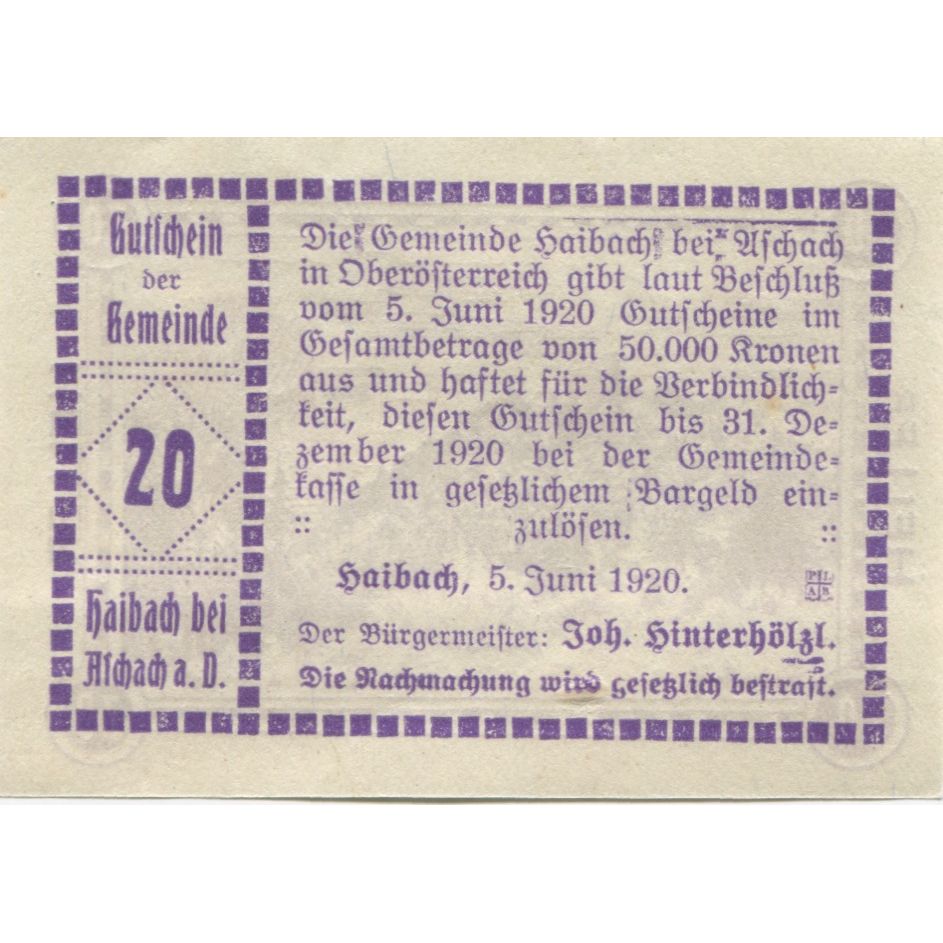 Gutschein
der
Gemeinde
20
Haibach bei
Aschach a. D.
Die Gemeinde Haibach bei Aschach
in Oberösterreich gibt laut Beschluß
vom 5. Juni 1920 Gutscheine im
Gesamtbetrage von 50.000 Kronen
aus und haftet für die Verbindlich-
keit, diesen Gutschein bis 31. De-
zember 1920 bei der Gemeinde-
kasse in gesetzlichem Bargeld ein-
:: zulösen. ::
Haibach, 5. Juni 1920.
Der Bürgermeister: Joh. Hinterhölzl.
Die Nachmachung wird gesetzlich bestraft.